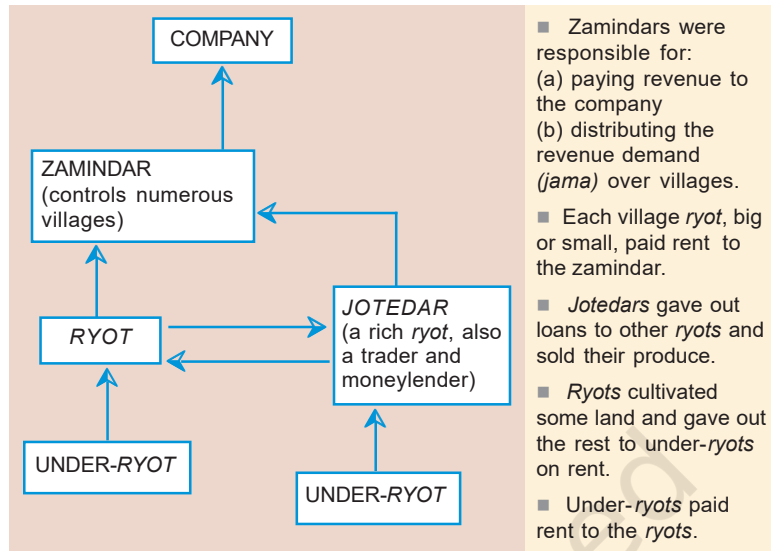 COMPANY
ZAMINDAR
(controls numerous
villages)
RYOT
JOTEDAR
(a rich ryot, also
a trader and
moneylender)
UNDER-RYOT
UNDER-RYOT
■ Zamindars were
responsible for:
(a) paying revenue to
the company
(b) distributing the
revenue demand
(jama) over villages.
■ Each village ryot, big
or small, paid rent to
the zamindar.
■ Jotedars gave out
loans to other ryots and
sold their produce.
■ Ryots cultivated
some land and gave out
the rest to under-ryots
on rent.
■ Under-ryots paid
rent to the ryots.